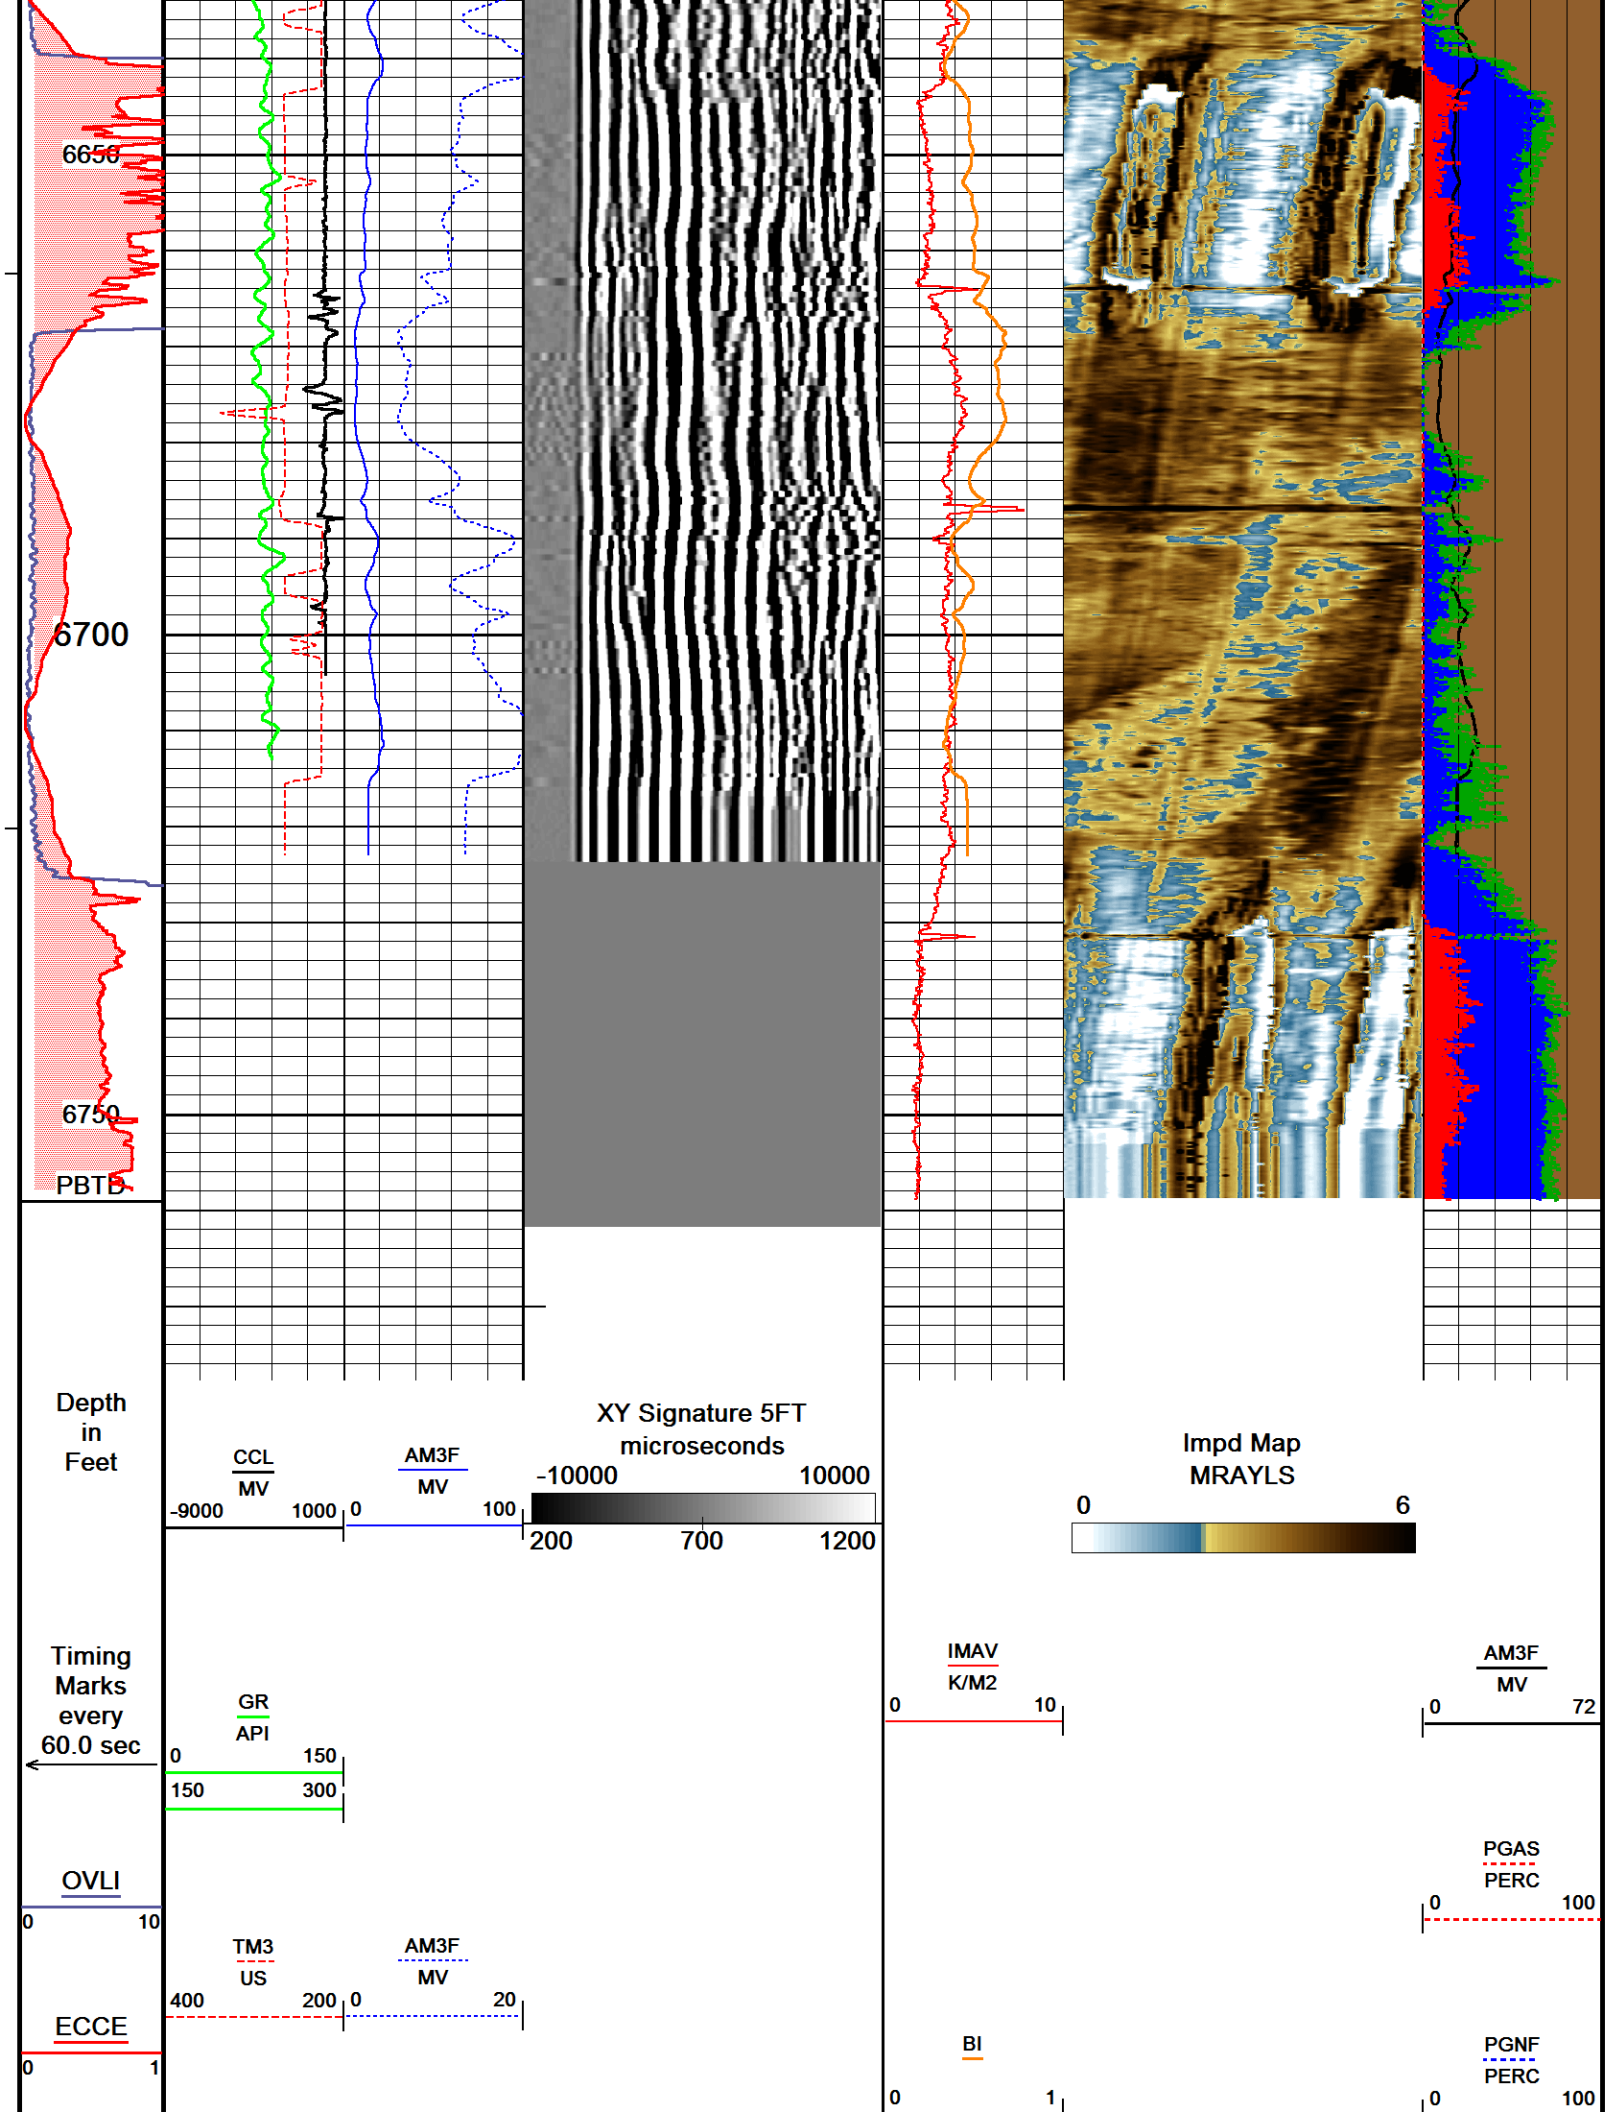 6650
6700
6750
PBTD
Depth
in
Feet
CCL
MV
-9000 1000
AM3F
MV
0 100
XY Signature 5FT
microseconds
-10000 10000
200 700 1200
Impd Map
MRAYLS
0 6
Timing
Marks
every
60.0 sec
GR
API
0 150
150 300
IMAV
K/M2
0 10
AM3F
MV
0 72
OVLI
0 10
PGAS
PERC
0 100
TM3
US
400 200
AM3F
MV
0 20
ECCE
0 1
BI
0 1
PGNF
PERC
0 100